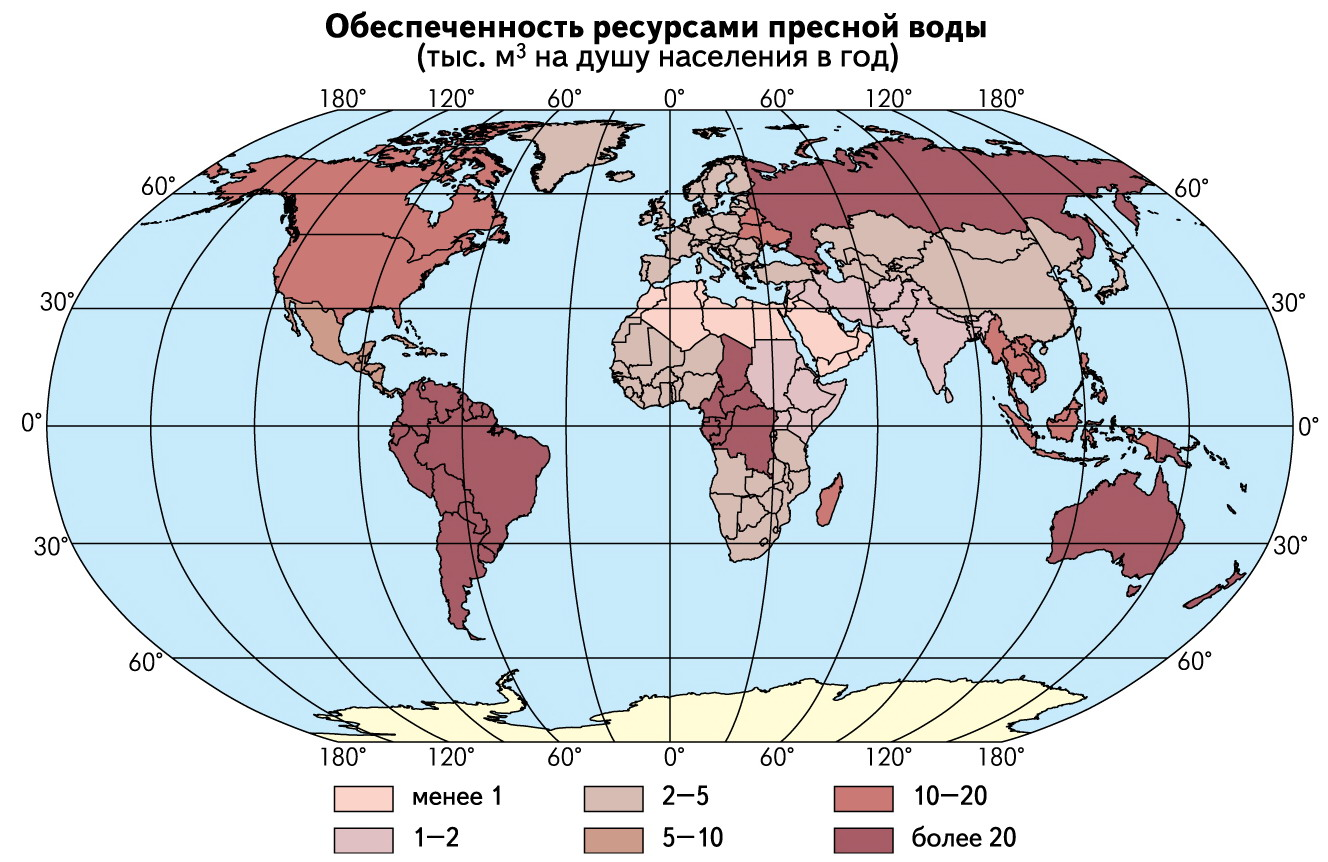 Обеспеченность ресурсами пресной воды
(тыс. м³ на душу населения в год)
180° 120° 60° 0° 60° 120° 180°
60° 60°
30° 30°
0° 0°
30° 30°
60° 60°
180° 120° 60° 0° 60° 120° 180°
менее 1 2—5 10—20
1—2 5—10 более 20